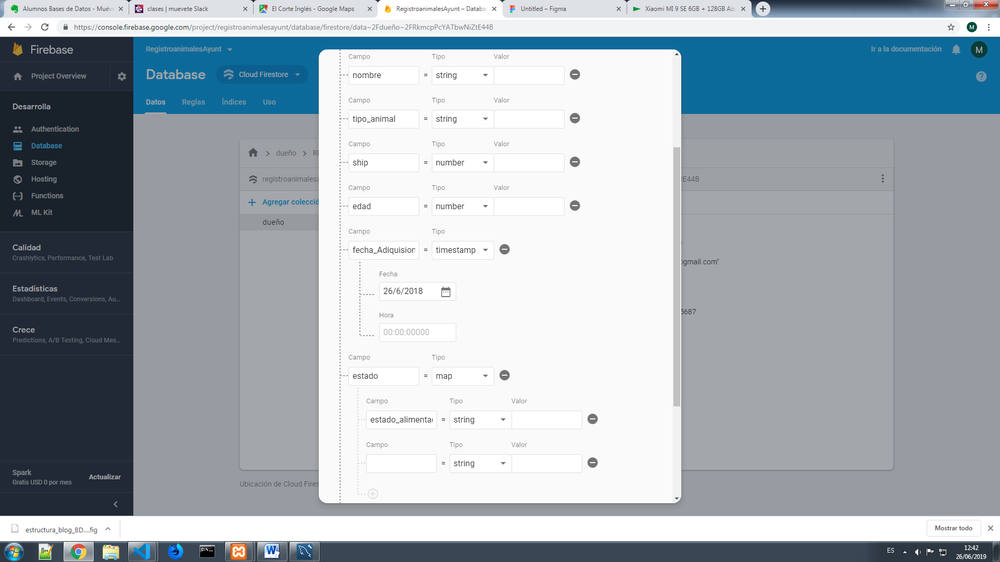 Alumnos Bases de Datos - Muéve
clases | muevete Slack
El Corte Inglés - Google Maps
RegistroanimalesAyunt – Databas
Untitled – Figma
Xiaomi MI 9 SE 6GB + 128GB Azu
https://console.firebase.google.com/project/registroanimalesayunt/database/firestore/data~2Fdueño~2FRkmcpPcYATbwNiZtE44B
M
Firebase
RegistroanimalesAyunt
Ir a la documentación
M
Project Overview
Database
Cloud Firestore
Datos
Reglas
Índices
Uso
Desarrolla
Authentication
Database
Storage
Hosting
Functions
ML Kit
Calidad
Crashlytics, Performance, Test Lab
Estadísticas
Dashboard, Events, Conversions, Au...
Crece
Predictions, A/B Testing, Cloud Mes...
Spark
Gratis USD 0 por mes
Actualizar
dueño
registroanimalesa
E44B
Agregar colecció
dueño
@gmail.com"
5687
Ubicación de Cloud Fires
Campo Tipo Valor
nombre = string
Campo Tipo Valor
tipo_animal = string
Campo Tipo Valor
ship = number
Campo Tipo Valor
edad = number
Campo Tipo
fecha_Adiquision = timestamp
Fecha
26/6/2018
Hora
00:00:00000
Campo Tipo
estado = map
Campo Tipo Valor
estado_alimentac = string
Campo Tipo Valor
= string
estructura_blog_BD....fig
Mostrar todo
ES
12:42
26/06/2019